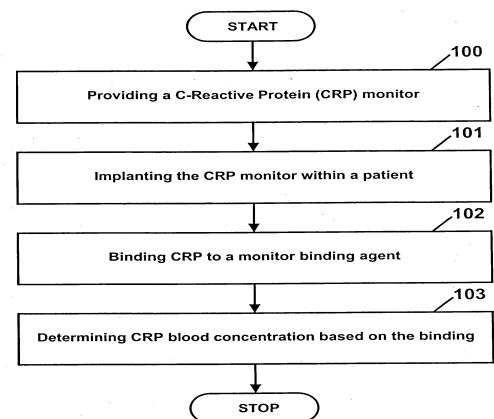 START
100
Providing a C-Reactive Protein (CRP) monitor
101
Implanting the CRP monitor within a patient
102
Binding CRP to a monitor binding agent
103
Determining CRP blood concentration based on the binding
STOP